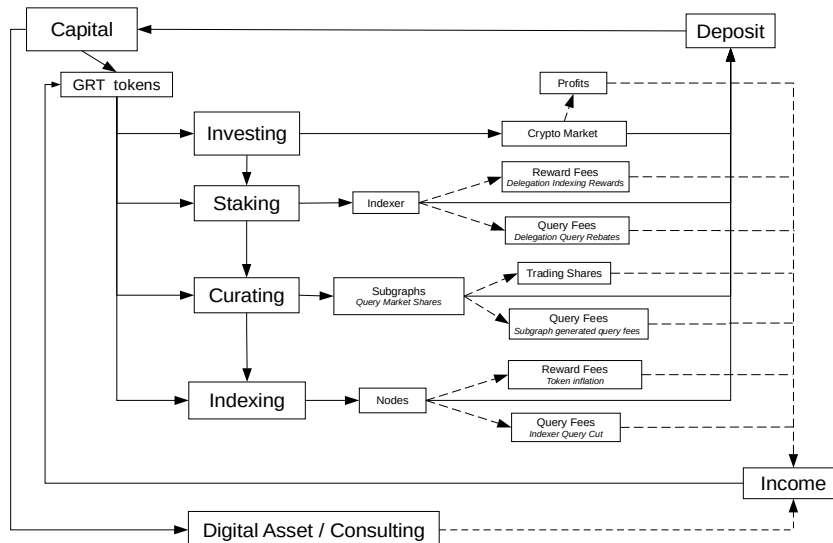 Capital
Deposit
GRT tokens
Profits
Investing
Crypto Market
Reward Fees
Delegation Indexing Rewards
Staking
Indexer
Query Fees
Delegation Query Rebates
Trading Shares
Curating
Subgraphs
Query Market Shares
Query Fees
Subgraph generated query fees
Reward Fees
Token inflation
Indexing
Nodes
Query Fees
Indexer Query Cut
Income
Digital Asset / Consulting